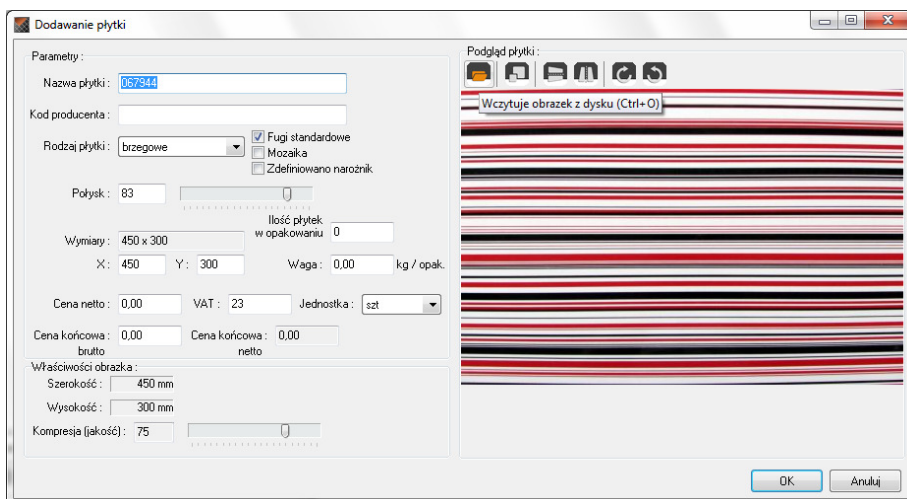 Dodawanie płytki
Parametry :
Nazwa płytki : 067944
Kod producenta :
Rodzaj płytki : brzegowe
Fugi standardowe
Mozaika
Zdefiniowano narożnik
Połysk : 83
Ilość płytek
w opakowaniu 0
Wymiary : 450 x 300
X : 450 Y : 300 Waga : 0,00 kg / opak.
Cena netto : 0,00 VAT : 23 Jednostka : szt
Cena końcowa : 0,00 Cena końcowa : 0,00
brutto netto
Właściwości obrazka :
Szerokość : 450 mm
Wysokość : 300 mm
Kompresja (jakość) : 75
Podgląd płytki :
Wczytuje obrazek z dysku (Ctrl+O)
OK Anuluj